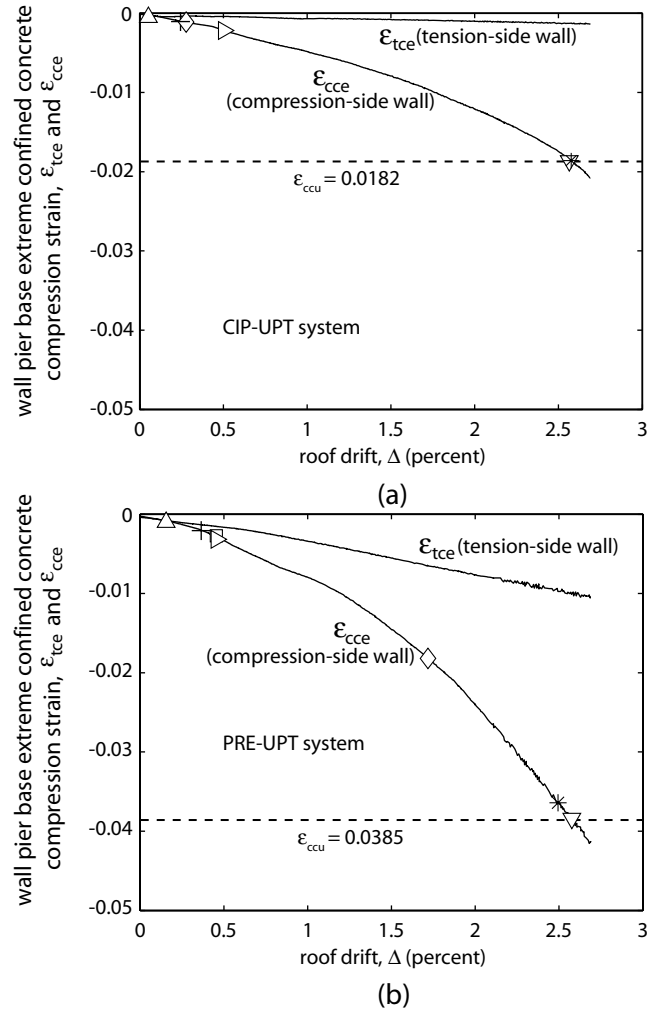 0
-0.01
-0.02
-0.03
-0.04
-0.05
0
0.5
1
1.5
2
2.5
3
wall pier base extreme confined concrete
compression strain, εtce and εcce
εtce (tension-side wall)
εcce
(compression-side wall)
εccu = 0.0182
CIP-UPT system
roof drift, Δ (percent)
(a)
0
-0.01
-0.02
-0.03
-0.04
-0.05
0
0.5
1
1.5
2
2.5
3
wall pier base extreme confined concrete
compression strain, εtce and εcce
εtce (tension-side wall)
εcce
(compression-side wall)
PRE-UPT system
εccu = 0.0385
roof drift, Δ (percent)
(b)